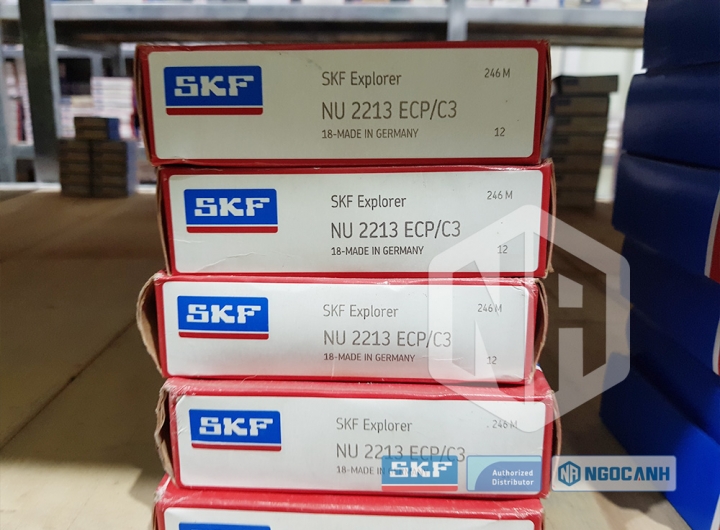 SKF
SKF Explorer
246 M
NU 2213 ECP/C3
18-MADE IN GERMANY
12
SKF
SKF Explorer
246 M
NU 2213 ECP/C3
18-MADE IN GERMANY
12
SKF
SKF Explorer
246 M
NU 2213 ECP/C3
18-MADE IN GERMANY
12
SKF
SKF Explorer
246 M
NU 2213 ECP/C3
18-MADE IN
SKF
Authorized
Distributor
NGOCANH
SKF